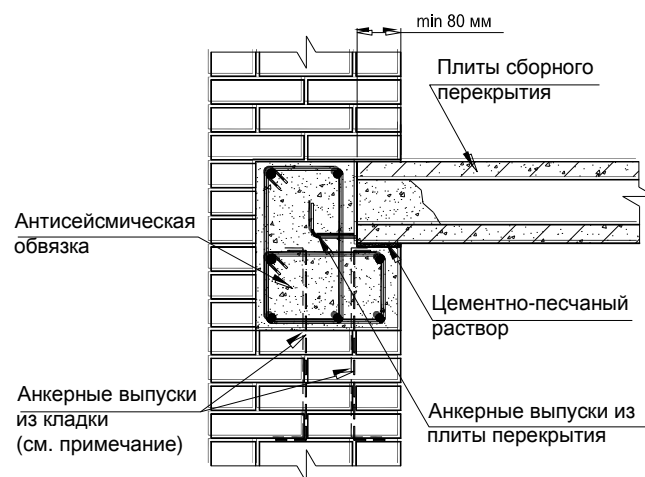 min 80 мм
Плиты сборного
перекрытия
Антисейсмическая
обвязка
Цементно-песчаный
раствор
Анкерные выпуски
из кладки
(см. примечание)
Анкерные выпуски из
плиты перекрытия